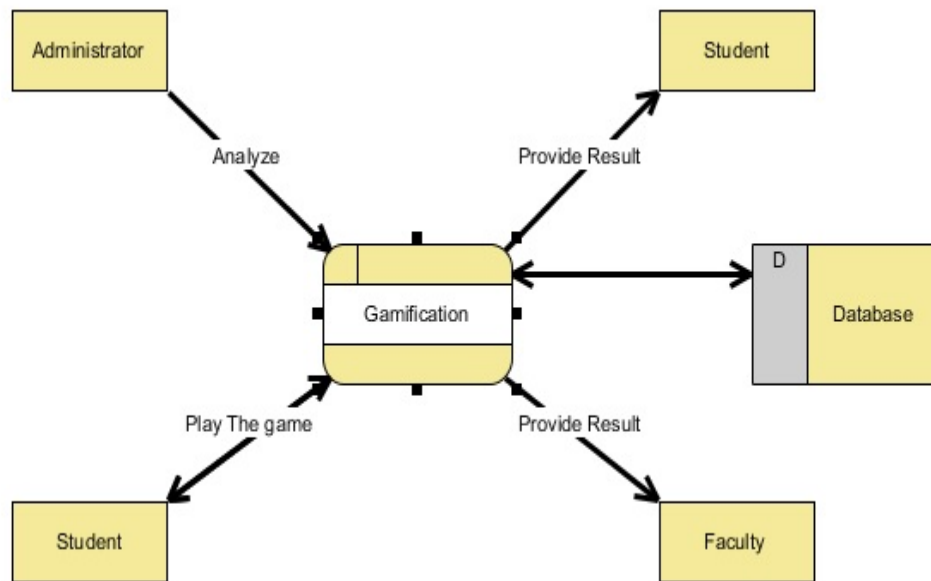 Administrator
Student
Analyze
Provide Result
D
Gamification
Database
Play The game
Provide Result
Student
Faculty